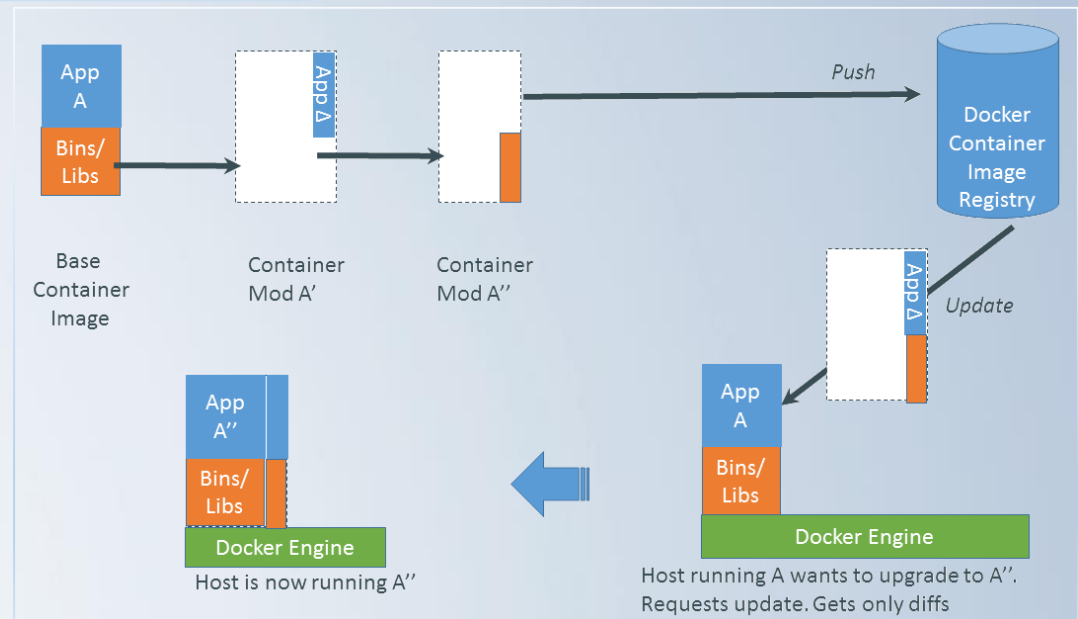 App
A
Bins/
Libs
Base
Container
Image
App Δ
Container
Mod A'
Container
Mod A''
Push
Docker
Container
Image
Registry
App Δ
Update
App
A
Bins/
Libs
Docker Engine
Host running A wants to upgrade to A''.
Requests update. Gets only diffs
App
A''
Bins/
Libs
Docker Engine
Host is now running A''